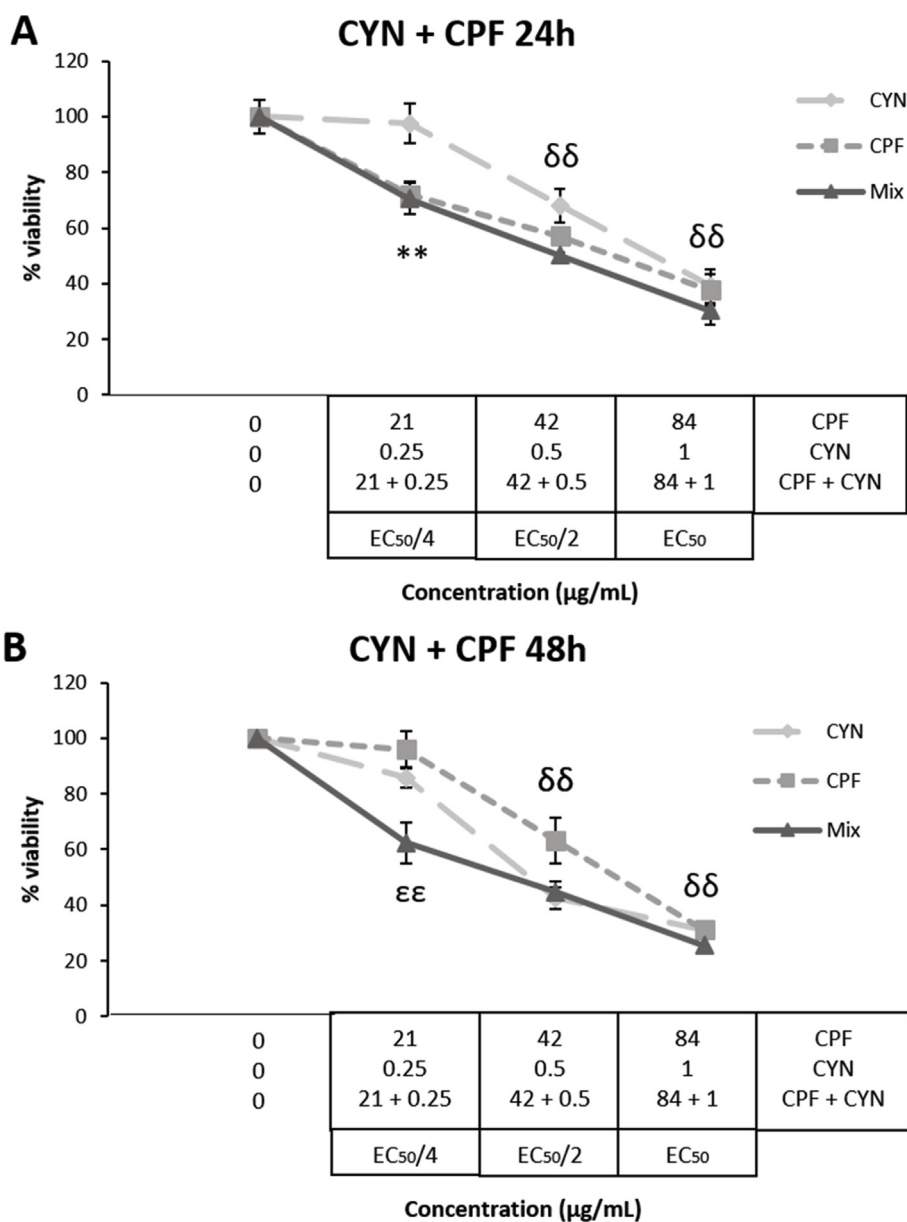 A
CYN + CPF 24h
120
100
80
60
40
20
0
% viability
**
δδ
δδ
CYN
CPF
Mix
0 21 42 84 CPF
0 0.25 0.5 1 CYN
0 21 + 0.25 42 + 0.5 84 + 1 CPF + CYN
EC₅₀/4 EC₅₀/2 EC₅₀
Concentration (µg/mL)
B
CYN + CPF 48h
120
100
80
60
40
20
0
% viability
εε
δδ
δδ
CYN
CPF
Mix
0 21 42 84 CPF
0 0.25 0.5 1 CYN
0 21 + 0.25 42 + 0.5 84 + 1 CPF + CYN
EC₅₀/4 EC₅₀/2 EC₅₀
Concentration (µg/mL)